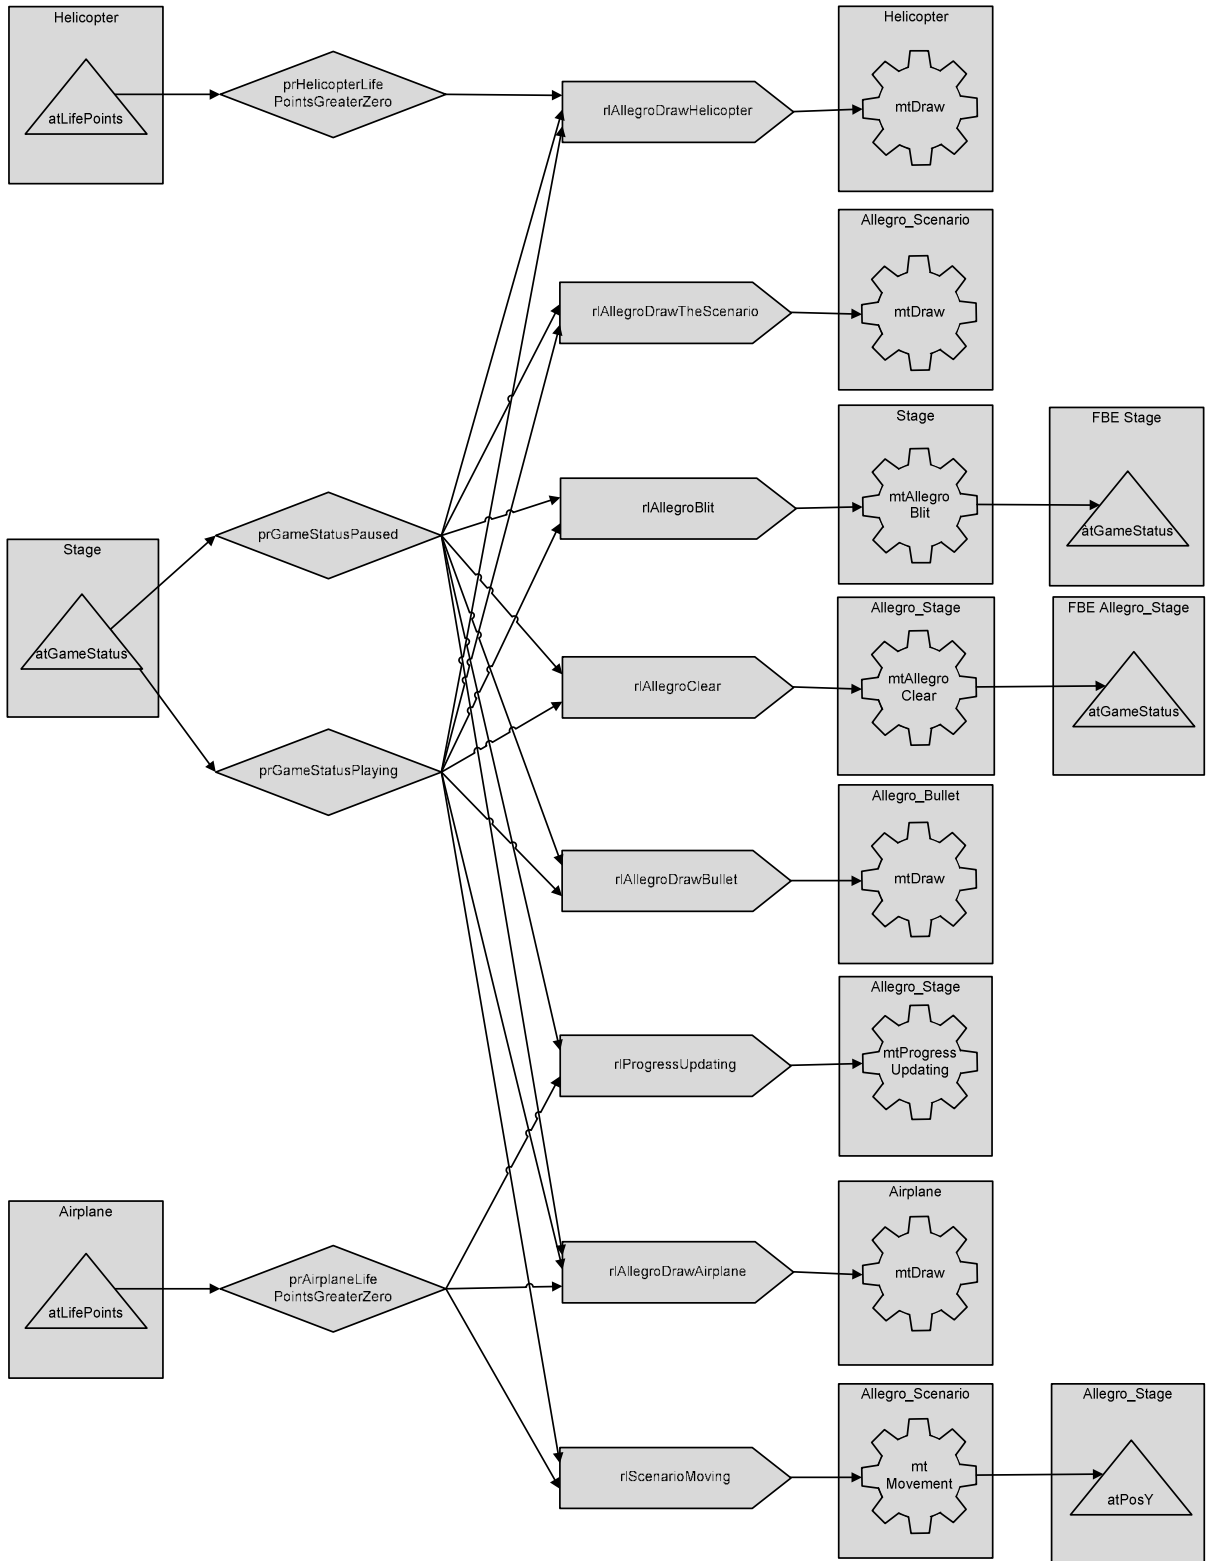 Helicopter
atLifePoints
prHelicopterLife
PointsGreaterZero
rlAllegroDrawHelicopter
Helicopter
mtDraw
Allegro_Scenario
rlAllegroDrawTheScenario
mtDraw
Stage
mtAllegro
Blit
rlAllegroBlit
FBE Stage
atGameStatus
prGameStatusPaused
Stage
atGameStatus
Allegro_Stage
mtAllegro
Clear
rlAllegroClear
FBE Allegro_Stage
atGameStatus
prGameStatusPlaying
Allegro_Bullet
rlAllegroDrawBullet
mtDraw
Allegro_Stage
rlProgressUpdating
mtProgress
Updating
Airplane
atLifePoints
prAirplaneLife
PointsGreaterZero
rlAllegroDrawAirplane
Airplane
mtDraw
Allegro_Scenario
rlScenarioMoving
mt
Movement
Allegro_Stage
atPosY